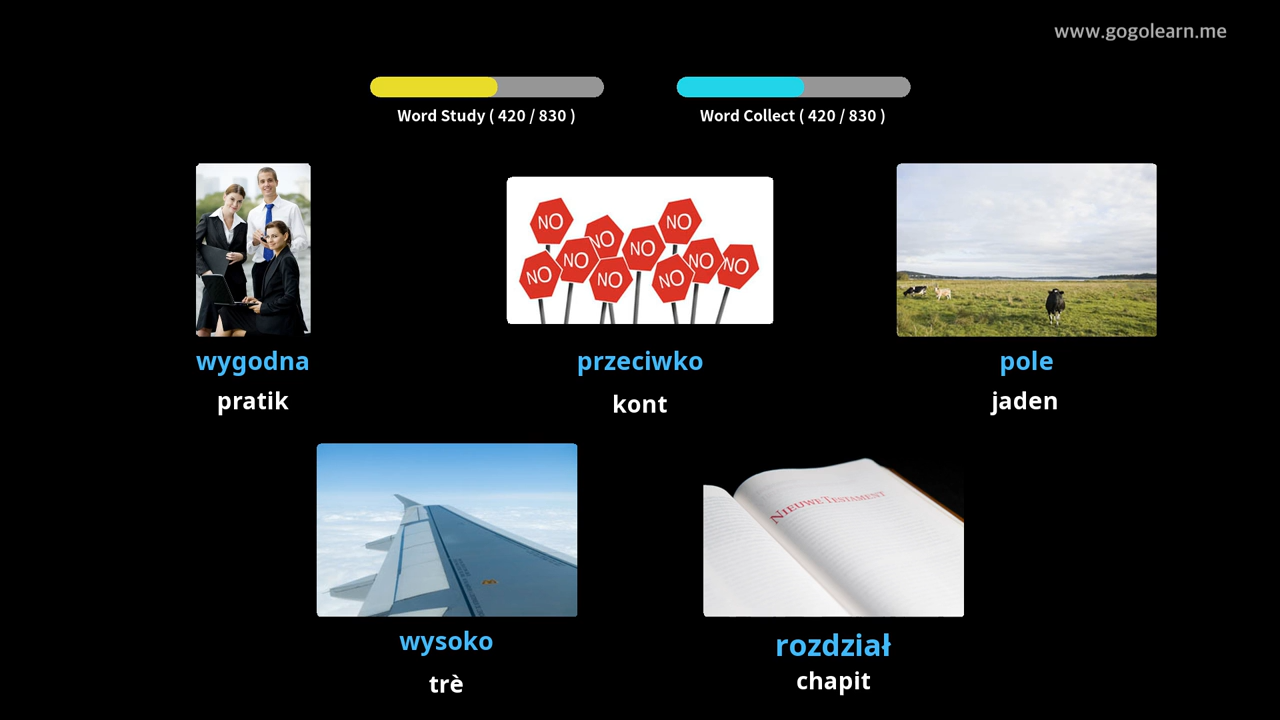 www.gogolearn.me
Word Study ( 420 / 830 )
Word Collect ( 420 / 830 )
NO
NO
NO
NO
NO
NO
NO
NO
NO
NO
wygodna
pratik
przeciwko
kont
pole
jaden
NIEUWE TESTAMENT
wysoko
trè
rozdział
chapit